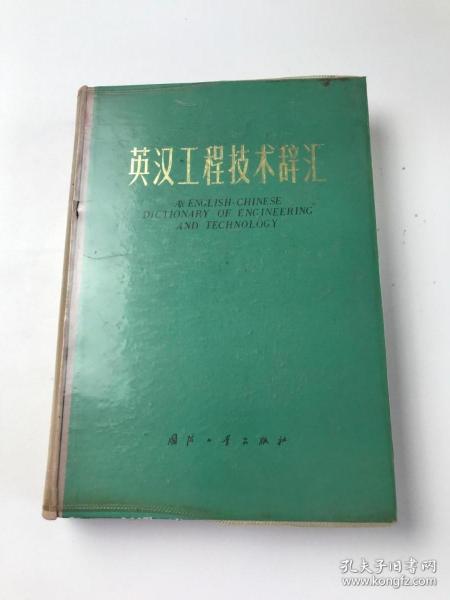 英汉工程技术辞汇
AN ENGLISH-CHINESE
DICTIONARY OF ENGINEERING
AND TECHNOLOGY
国防工业出版社
孔夫子旧书网
www.kongfz.com